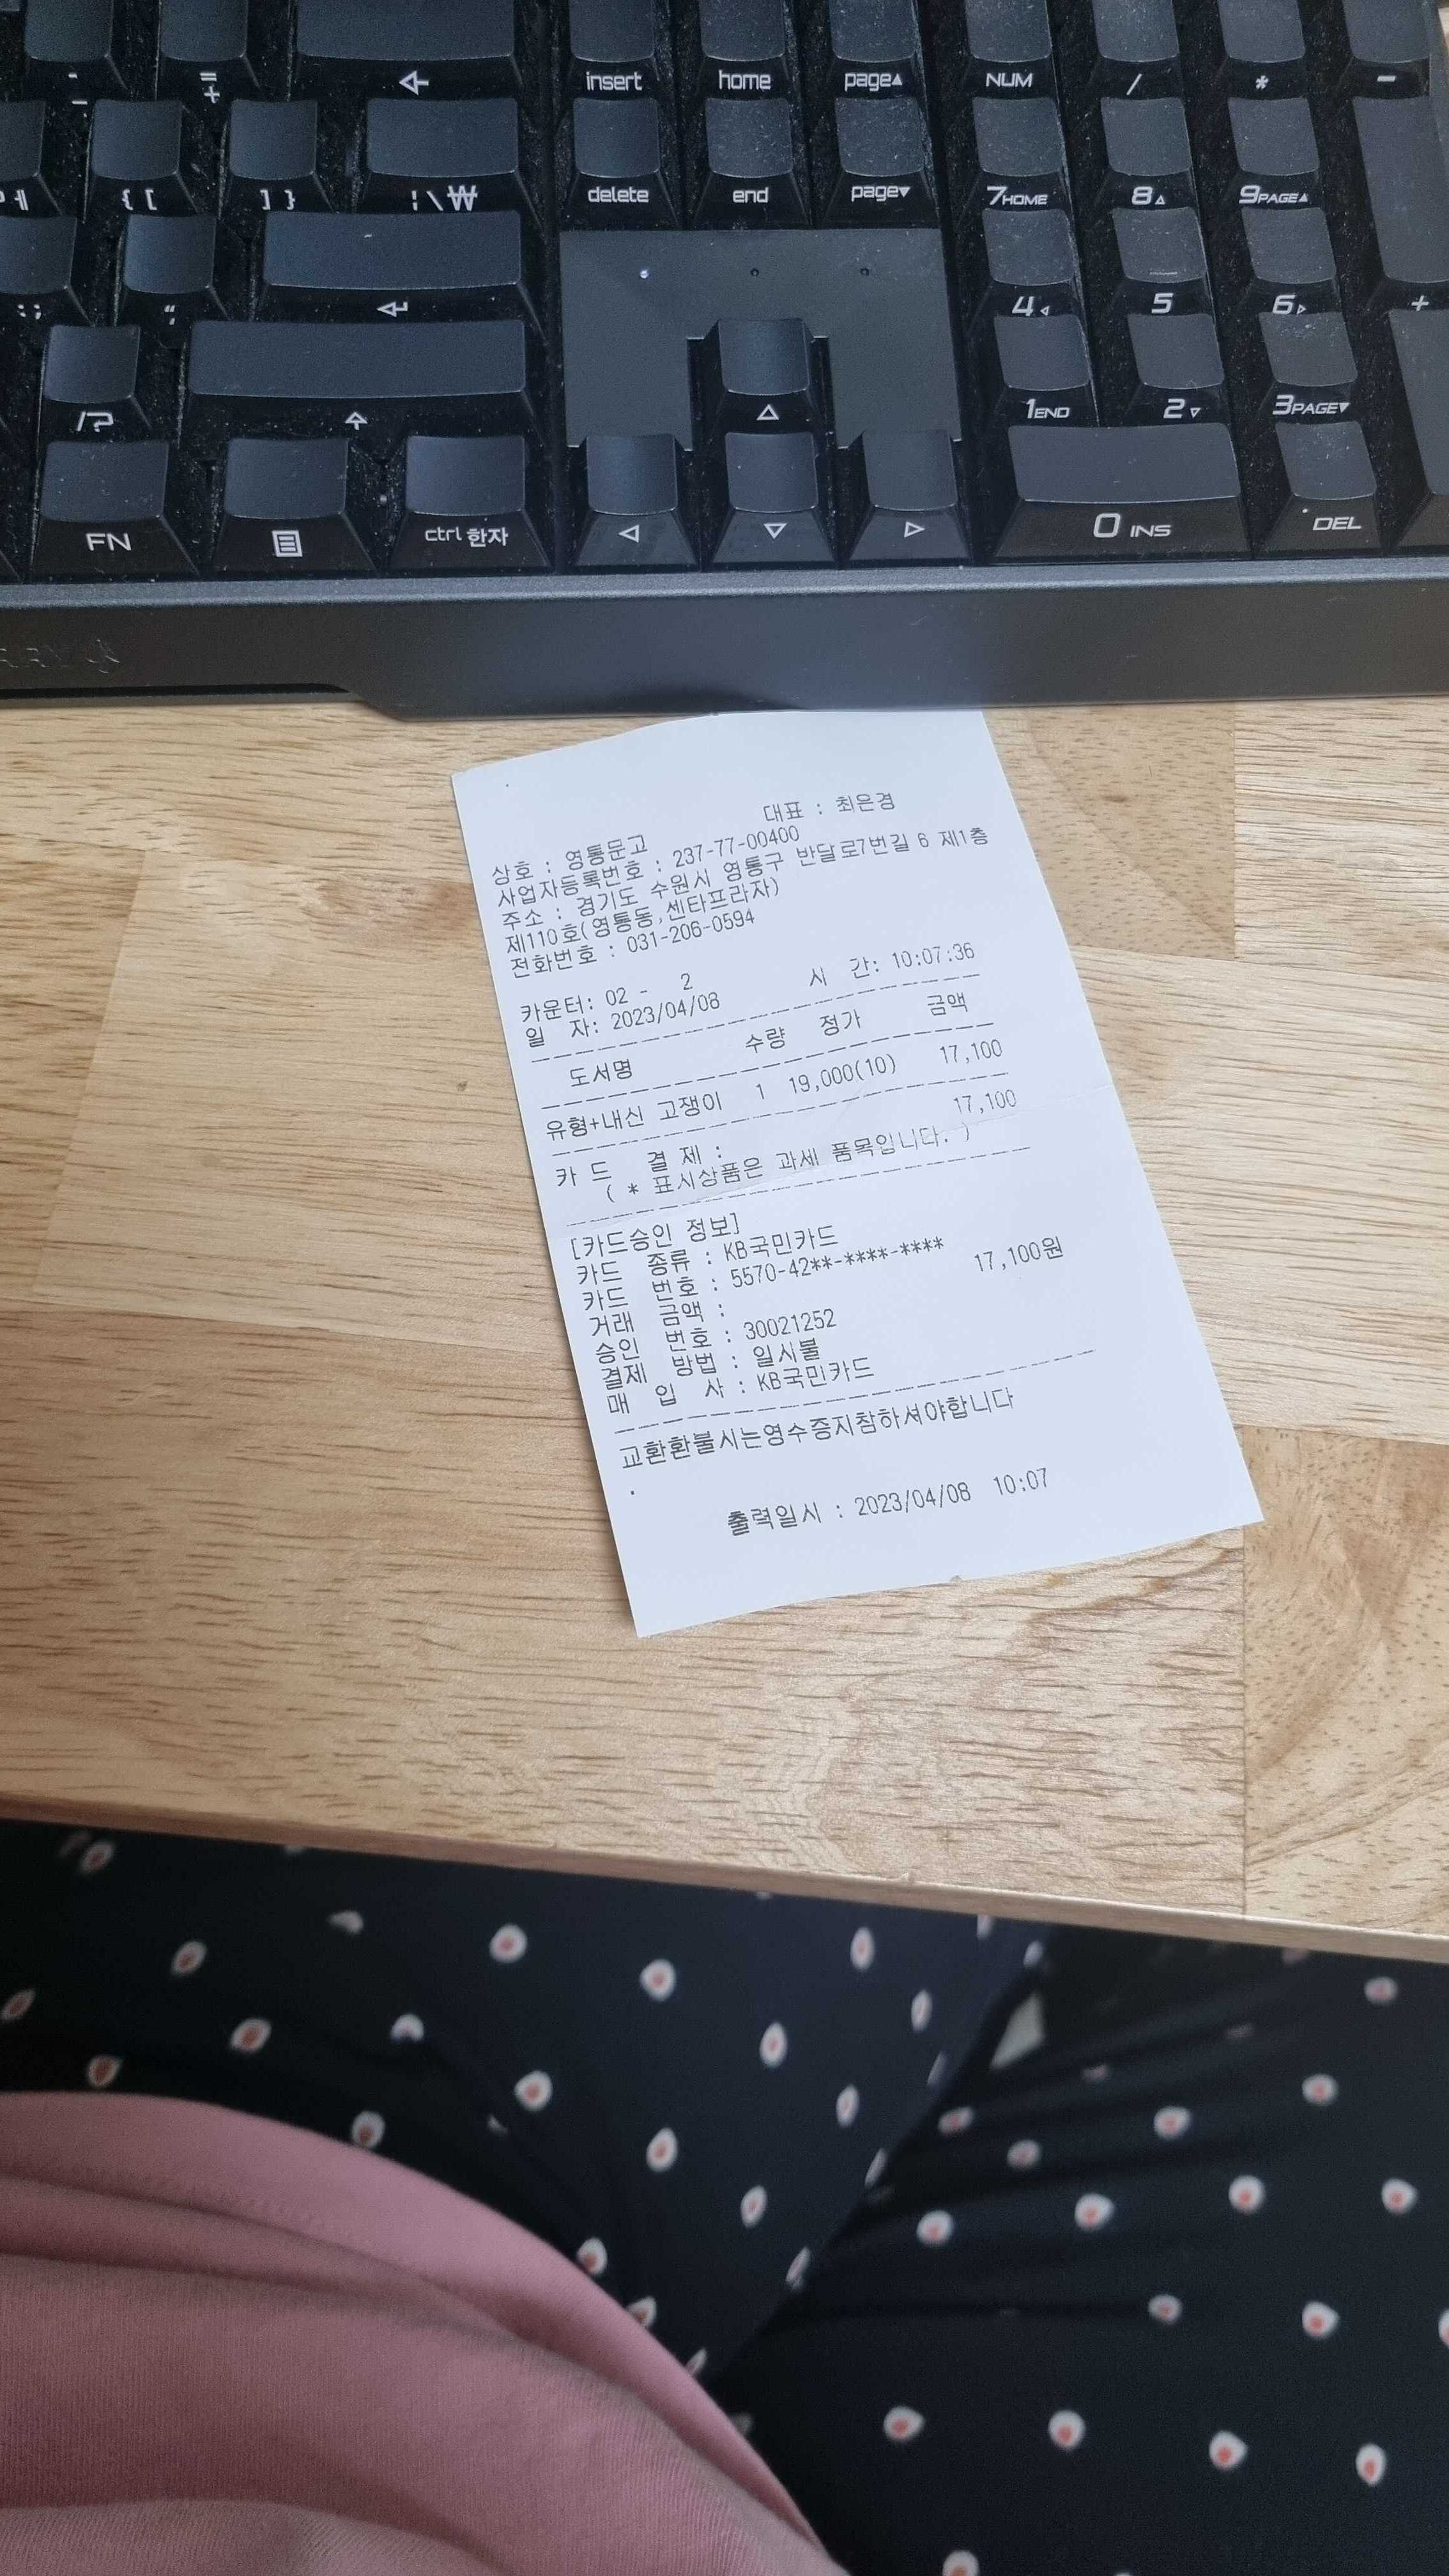 - _
= +
insert
home
page▲
NUM
/
*
-
{ [
] }
¦ \ ₩
delete
end
page▼
7HOME
8
9PAGE▲
: ;
4
5
6
+
/?
1END
2
3PAGE▼
FN
ctrl 한자
0 INS
DEL
대표 : 최은경
상호 : 영통문고
사업자등록번호 : 237-77-00400
주소 : 경기도 수원시 영통구 반달로7번길 6 제1층
제110호(영통동,센타프라자)
전화번호 : 031-206-0594
카운터: 02 - 2
일 자: 2023/04/08 시 간: 10:07:36
도서명 수량 정가 금액
유형+내신 고쟁이 1 19,000(10) 17,100
카 드 결 제 : 17,100
( * 표시상품은 과세 품목입니다. )
[카드승인 정보]
카드 종류 : KB국민카드
카드 번호 : 5570-42**-****-****
거래 금액 : 17,100원
승인 번호 : 30021252
결제 방법 : 일시불
매 입 사 : KB국민카드
교환환불시는영수증지참하셔야합니다
.
출력일시 : 2023/04/08 10:07